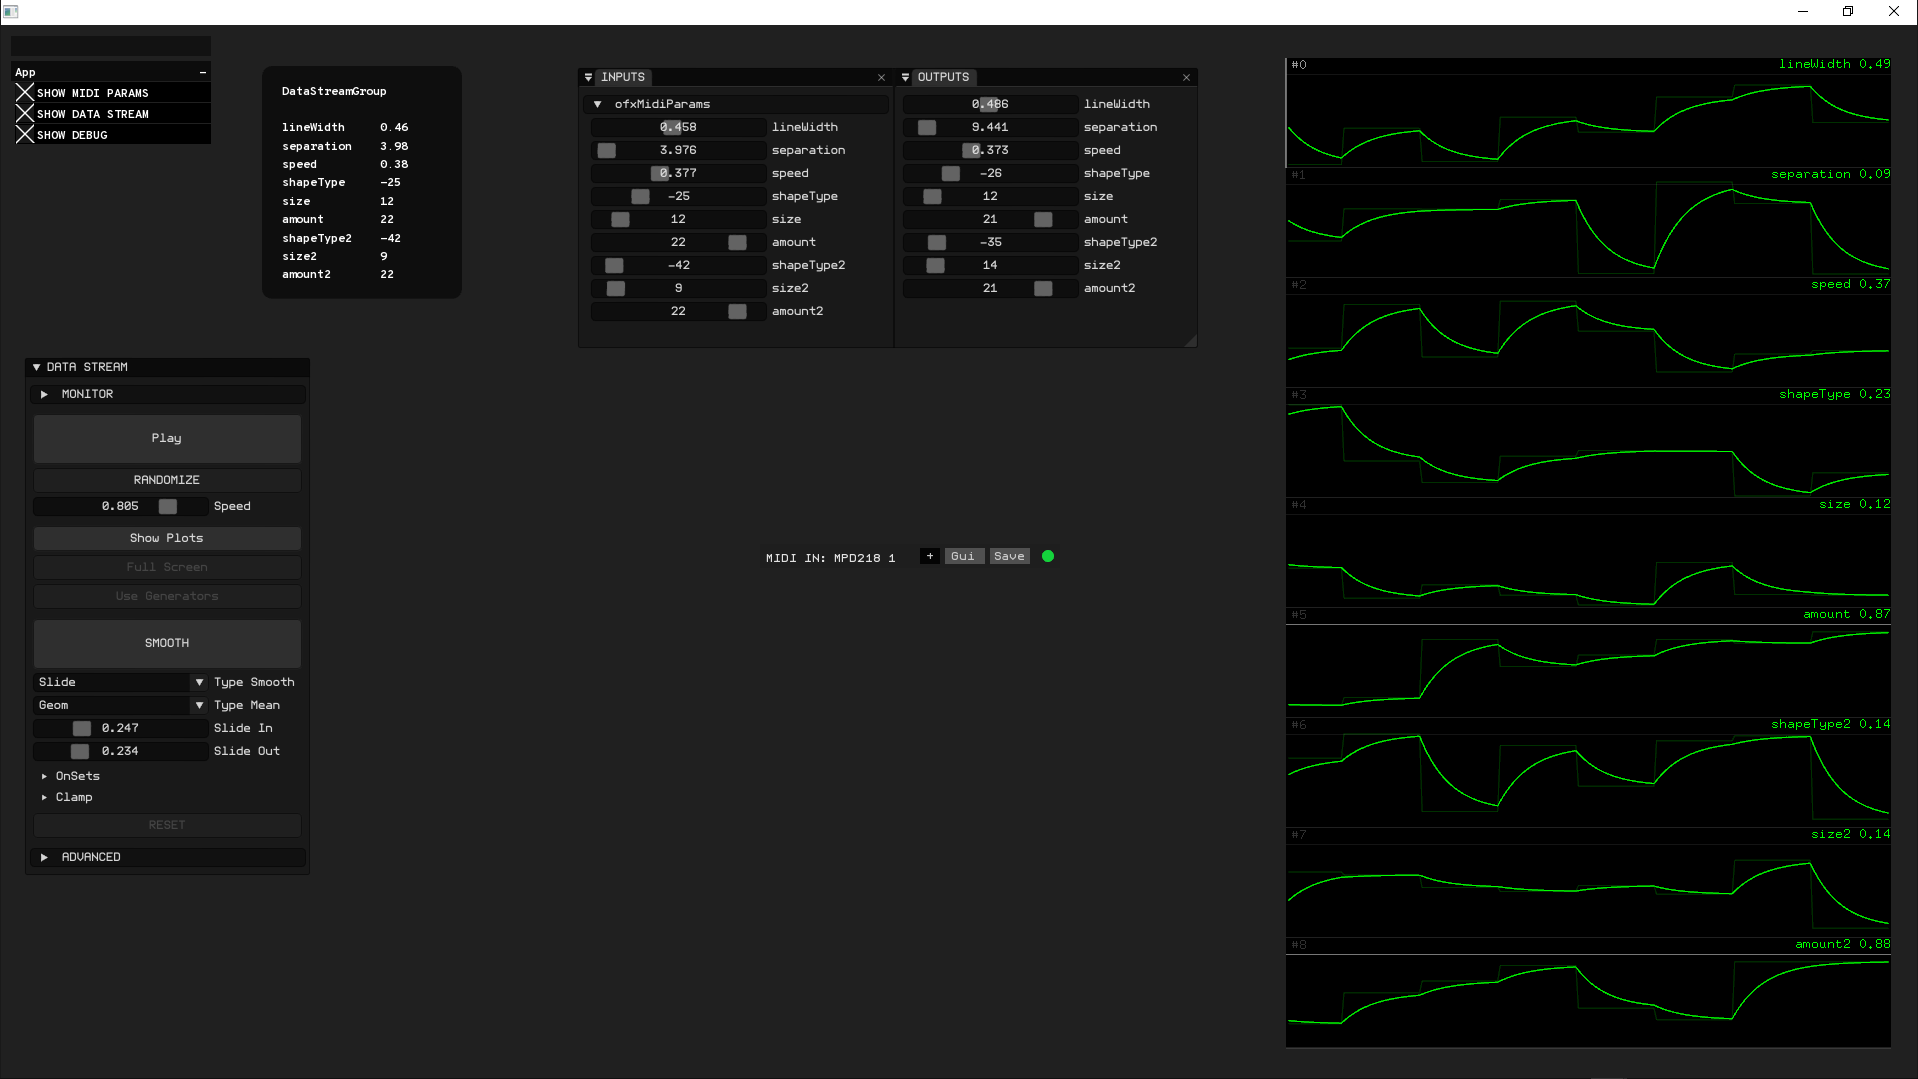 App −
SHOW MIDI PARAMS
SHOW DATA STREAM
SHOW DEBUG
DataStreamGroup
lineWidth 0.46
separation 3.98
speed 0.38
shapeType -25
size 12
amount 22
shapeType2 -42
size2 9
amount2 22
INPUTS
ofxMidiParams
0.458 lineWidth
3.976 separation
0.377 speed
-25 shapeType
12 size
22 amount
-42 shapeType2
9 size2
22 amount2
OUTPUTS
0.486 lineWidth
9.441 separation
0.373 speed
-26 shapeType
12 size
21 amount
-35 shapeType2
14 size2
21 amount2
DATA STREAM
MONITOR
Play
RANDOMIZE
0.805 Speed
Show Plots
Full Screen
Use Generators
SMOOTH
Slide Type Smooth
Geom Type Mean
0.247 Slide In
0.234 Slide Out
OnSets
Clamp
RESET
ADVANCED
MIDI IN: MPD218 1 + Gui Save
#0 lineWidth 0.49
#1 separation 0.09
#2 speed 0.37
#3 shapeType 0.23
#4 size 0.12
#5 amount 0.87
#6 shapeType2 0.14
#7 size2 0.14
#8 amount2 0.88